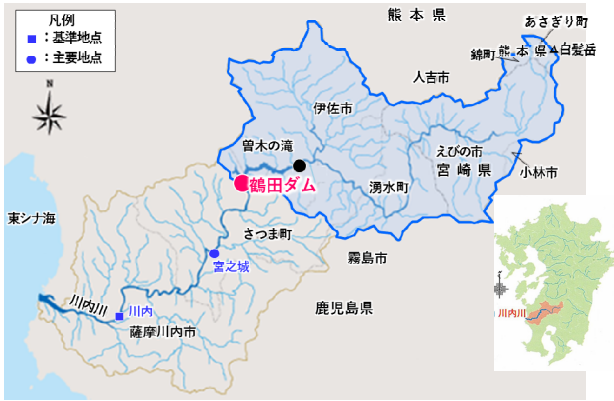 凡例
：基準地点
：主要地点
N
熊本県
あさぎり町
錦町
熊本県
白髪岳
人吉市
伊佐市
曽木の滝
えびの市
宮崎県
小林市
鶴田ダム
湧水町
東シナ海
さつま町
霧島市
宮之城
川内川
川内
鹿児島県
薩摩川内市
川内川